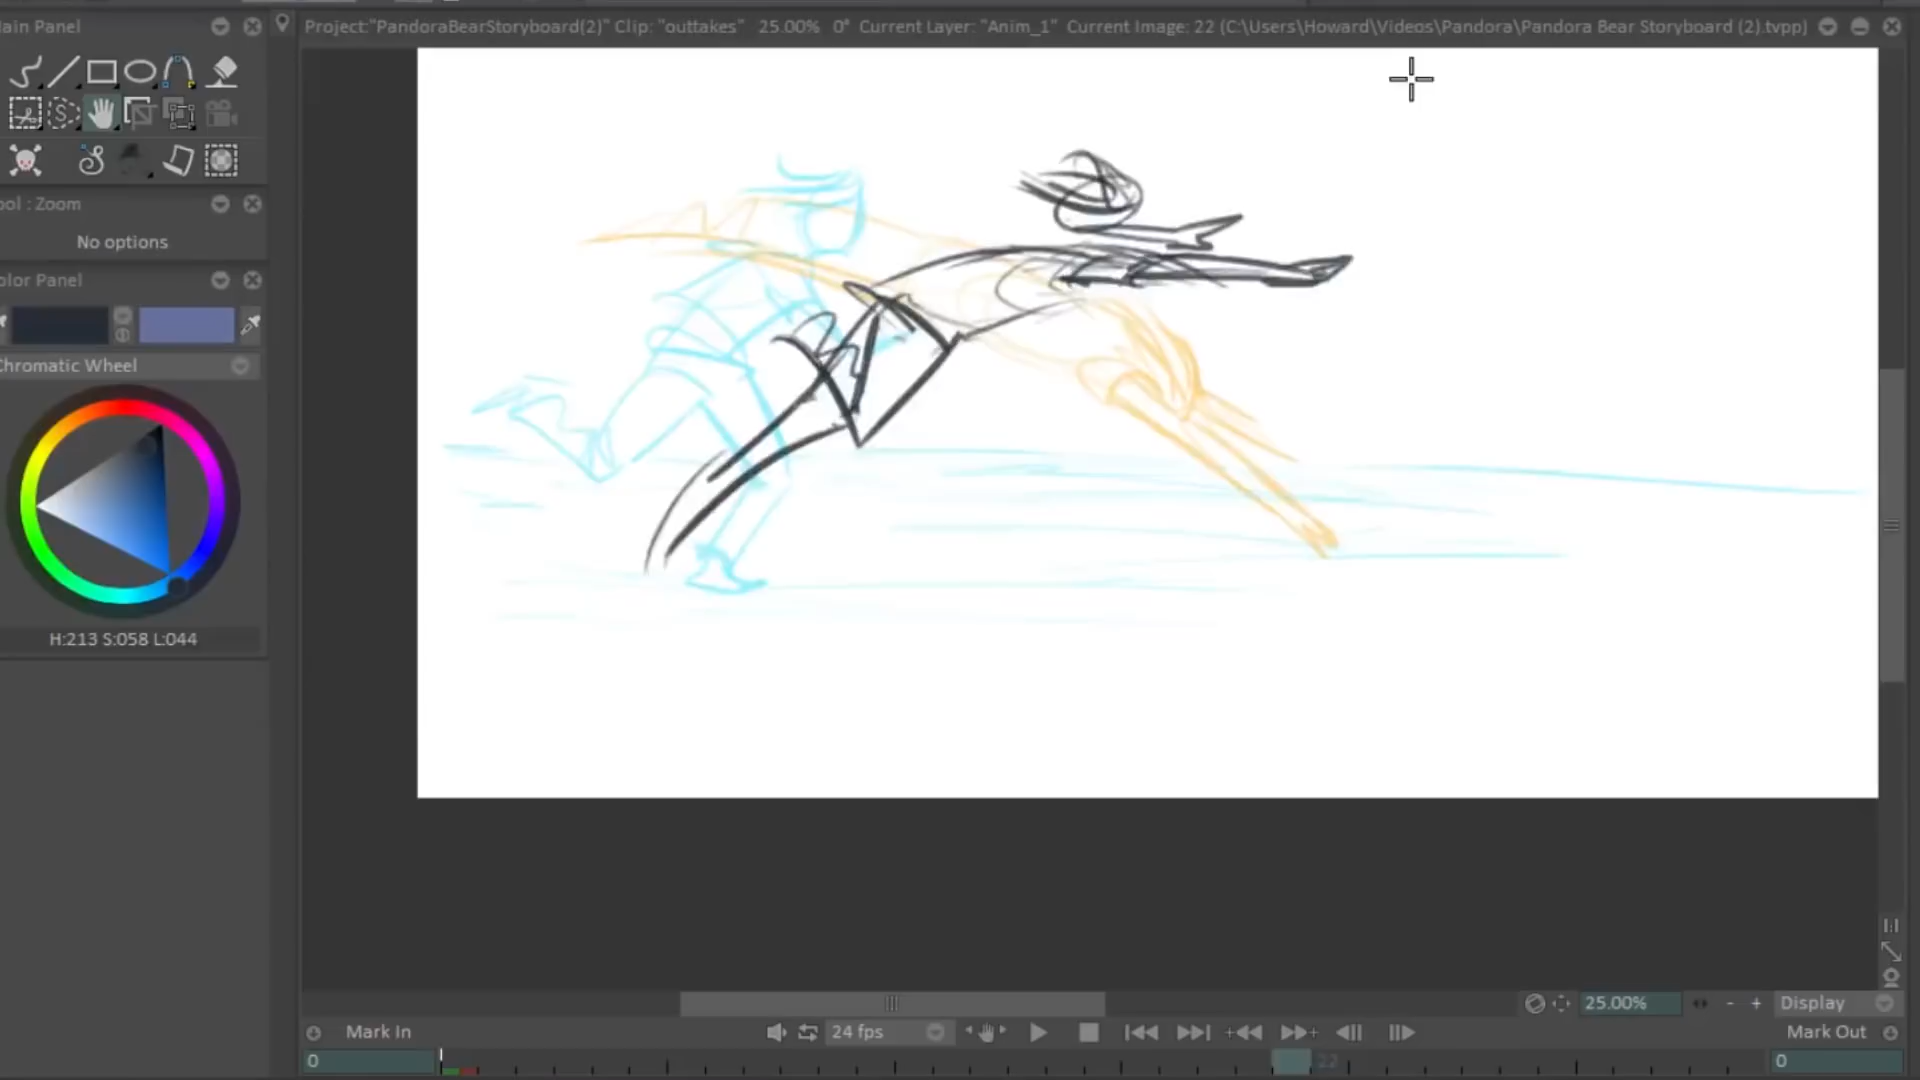 Project:"PandoraBearStoryboard(2)" Clip: "outtakes" 25.00% 0° Current Layer: "Anim_1" Current Image: 22 (C:\Users\Howard\Videos\Pandora\Pandora Bear Storyboard (2).tvpp)
ain Panel
ool : Zoom
No options
olor Panel
Chromatic Wheel
H:213 S:058 L:044
25.00%
Display
Mark In
24 fps
Mark Out
0
22
0